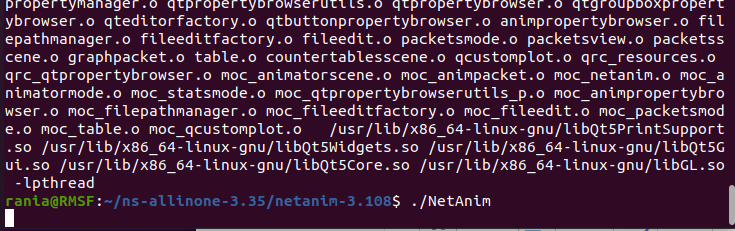 propertymanager.o qtpropertybrowserutils.o qtpropertybrowser.o qtgroupboxpropert
ybrowser.o qteditorfactory.o qtbuttonpropertybrowser.o animpropertybrowser.o fil
epathmanager.o fileeditfactory.o fileedit.o packetsmode.o packetsview.o packetss
cene.o graphpacket.o table.o countertablesscene.o qcustomplot.o qrc_resources.o
qrc_qtpropertybrowser.o moc_animatorscene.o moc_animpacket.o moc_netanim.o moc_a
nimatormode.o moc_statsmode.o moc_qtpropertybrowserutils_p.o moc_animpropertybro
wser.o moc_filepathmanager.o moc_fileeditfactory.o moc_fileedit.o moc_packetsmod
e.o moc_table.o moc_qcustomplot.o   /usr/lib/x86_64-linux-gnu/libQt5PrintSupport
.so /usr/lib/x86_64-linux-gnu/libQt5Widgets.so /usr/lib/x86_64-linux-gnu/libQt5G
ui.so /usr/lib/x86_64-linux-gnu/libQt5Core.so /usr/lib/x86_64-linux-gnu/libGL.so
 -lpthread
rania@RMSF:~/ns-allinone-3.35/netanim-3.108$ ./NetAnim